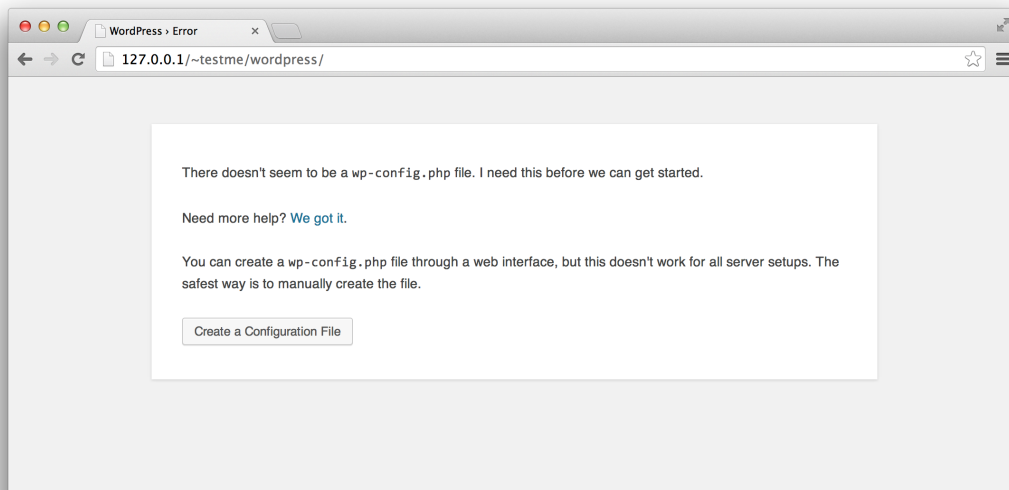 WordPress › Error
127.0.0.1/~testme/wordpress/
There doesn't seem to be a wp-config.php file. I need this before we can get started.
Need more help? We got it.
You can create a wp-config.php file through a web interface, but this doesn't work for all server setups. The
safest way is to manually create the file.
Create a Configuration File